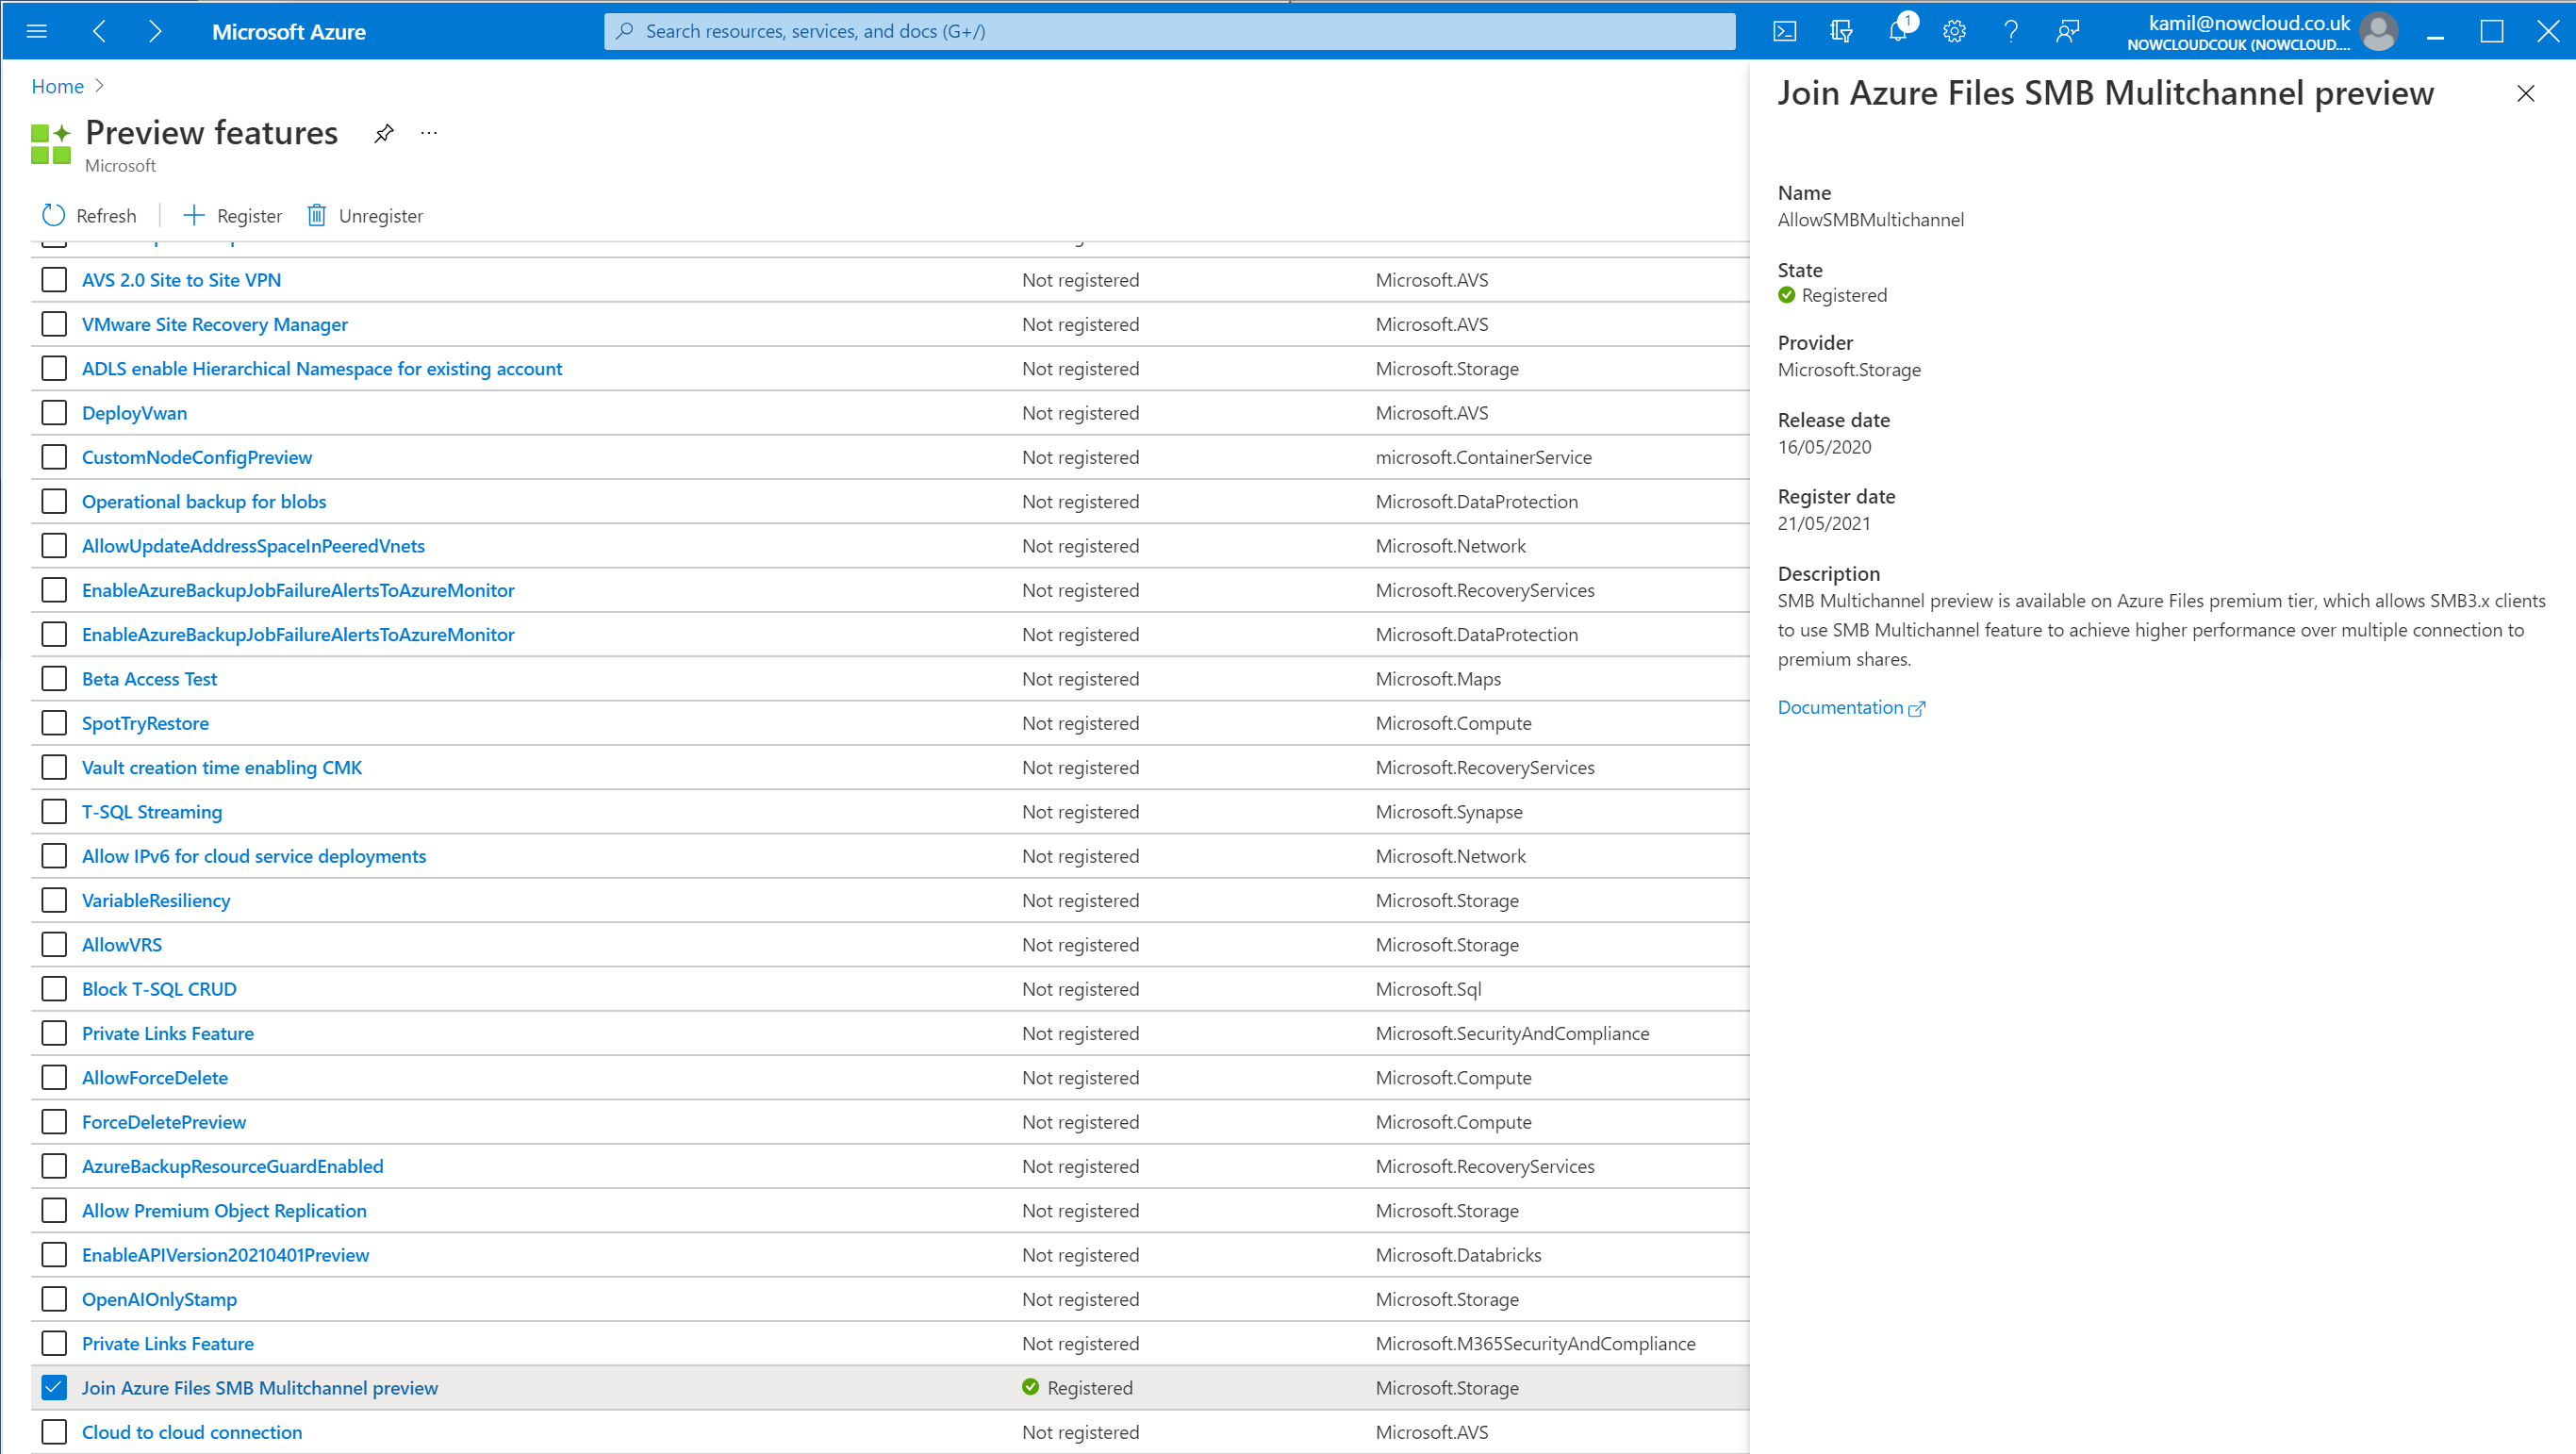 Microsoft Azure
Search resources, services, and docs (G+/)
1
kamil@nowcloud.co.uk
NOWCLOUDCOUK (NOWCLOUD....
Home
Preview features
Microsoft
Refresh
Register
Unregister
AVS 2.0 Site to Site VPN Not registered Microsoft.AVS
VMware Site Recovery Manager Not registered Microsoft.AVS
ADLS enable Hierarchical Namespace for existing account Not registered Microsoft.Storage
DeployVwan Not registered Microsoft.AVS
CustomNodeConfigPreview Not registered microsoft.ContainerService
Operational backup for blobs Not registered Microsoft.DataProtection
AllowUpdateAddressSpaceInPeeredVnets Not registered Microsoft.Network
EnableAzureBackupJobFailureAlertsToAzureMonitor Not registered Microsoft.RecoveryServices
EnableAzureBackupJobFailureAlertsToAzureMonitor Not registered Microsoft.DataProtection
Beta Access Test Not registered Microsoft.Maps
SpotTryRestore Not registered Microsoft.Compute
Vault creation time enabling CMK Not registered Microsoft.RecoveryServices
T-SQL Streaming Not registered Microsoft.Synapse
Allow IPv6 for cloud service deployments Not registered Microsoft.Network
VariableResiliency Not registered Microsoft.Storage
AllowVRS Not registered Microsoft.Storage
Block T-SQL CRUD Not registered Microsoft.Sql
Private Links Feature Not registered Microsoft.SecurityAndCompliance
AllowForceDelete Not registered Microsoft.Compute
ForceDeletePreview Not registered Microsoft.Compute
AzureBackupResourceGuardEnabled Not registered Microsoft.RecoveryServices
Allow Premium Object Replication Not registered Microsoft.Storage
EnableAPIVersion20210401Preview Not registered Microsoft.Databricks
OpenAIOnlyStamp Not registered Microsoft.Storage
Private Links Feature Not registered Microsoft.M365SecurityAndCompliance
Join Azure Files SMB Mulitchannel preview Registered Microsoft.Storage
Cloud to cloud connection Not registered Microsoft.AVS
Join Azure Files SMB Mulitchannel preview
Name
AllowSMBMultichannel
State
Registered
Provider
Microsoft.Storage
Release date
16/05/2020
Register date
21/05/2021
Description
SMB Multichannel preview is available on Azure Files premium tier, which allows SMB3.x clients
to use SMB Multichannel feature to achieve higher performance over multiple connection to
premium shares.
Documentation